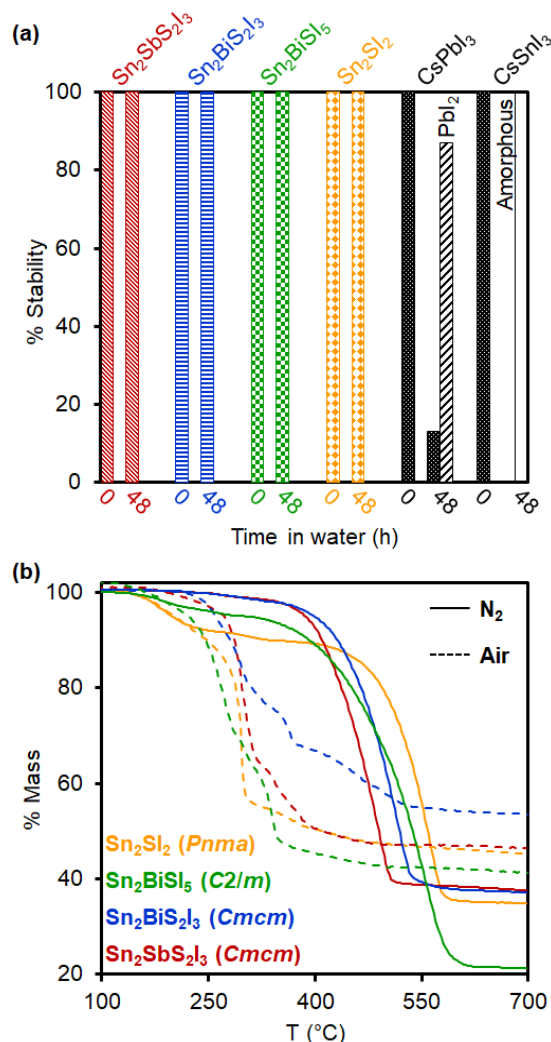 (a)
Sn₂SbS₂I₃
Sn₂BiS₂I₃
Sn₂BiSI₅
Sn₂SI₂
CsPbI₃
CsSnI₃
100
80
60
40
20
0
% Stability
PbI₂
Amorphous
0 48 0 48 0 48 0 48 0 48 0 48
Time in water (h)
(b)
100
80
60
40
20
% Mass
N₂
Air
Sn₂SI₂ (Pnma)
Sn₂BiSI₅ (C2/m)
Sn₂BiS₂I₃ (Cmcm)
Sn₂SbS₂I₃ (Cmcm)
100 250 400 550 700
T (°C)